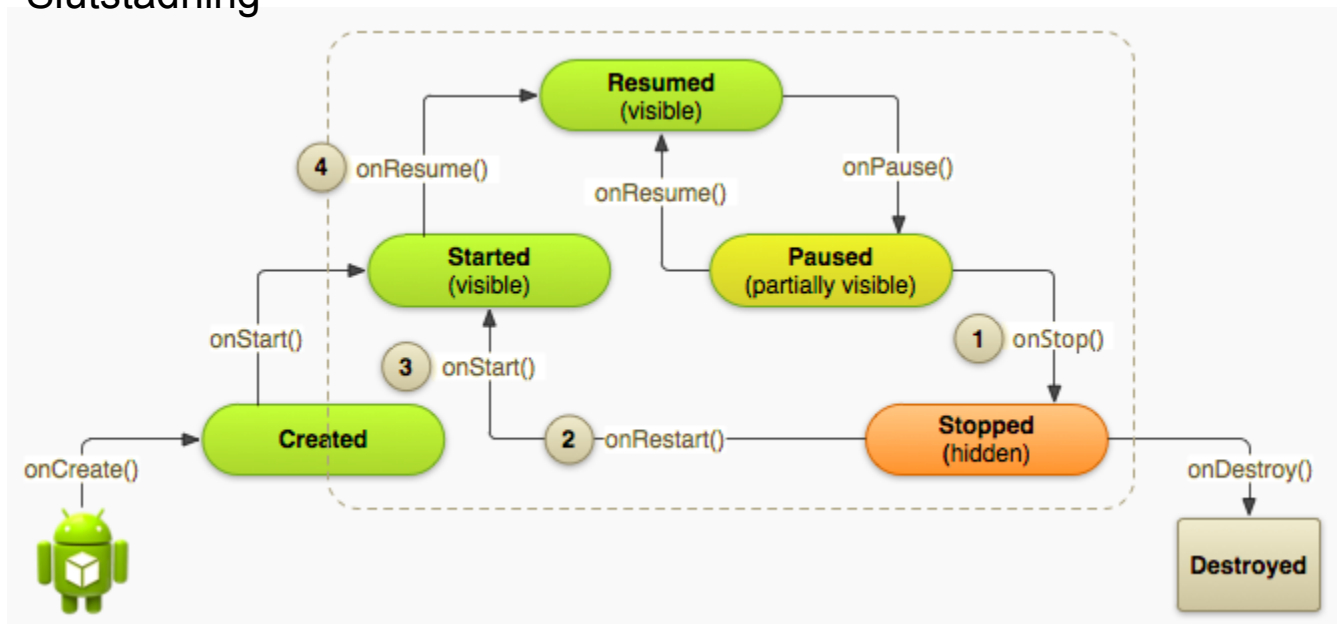 Slutstädning
Resumed
(visible)
4
onResume()
onResume()
onPause()
Started
(visible)
Paused
(partially visible)
onStart()
3
onStart()
1
onStop()
Created
2
onRestart()
Stopped
(hidden)
onCreate()
onDestroy()
Destroyed